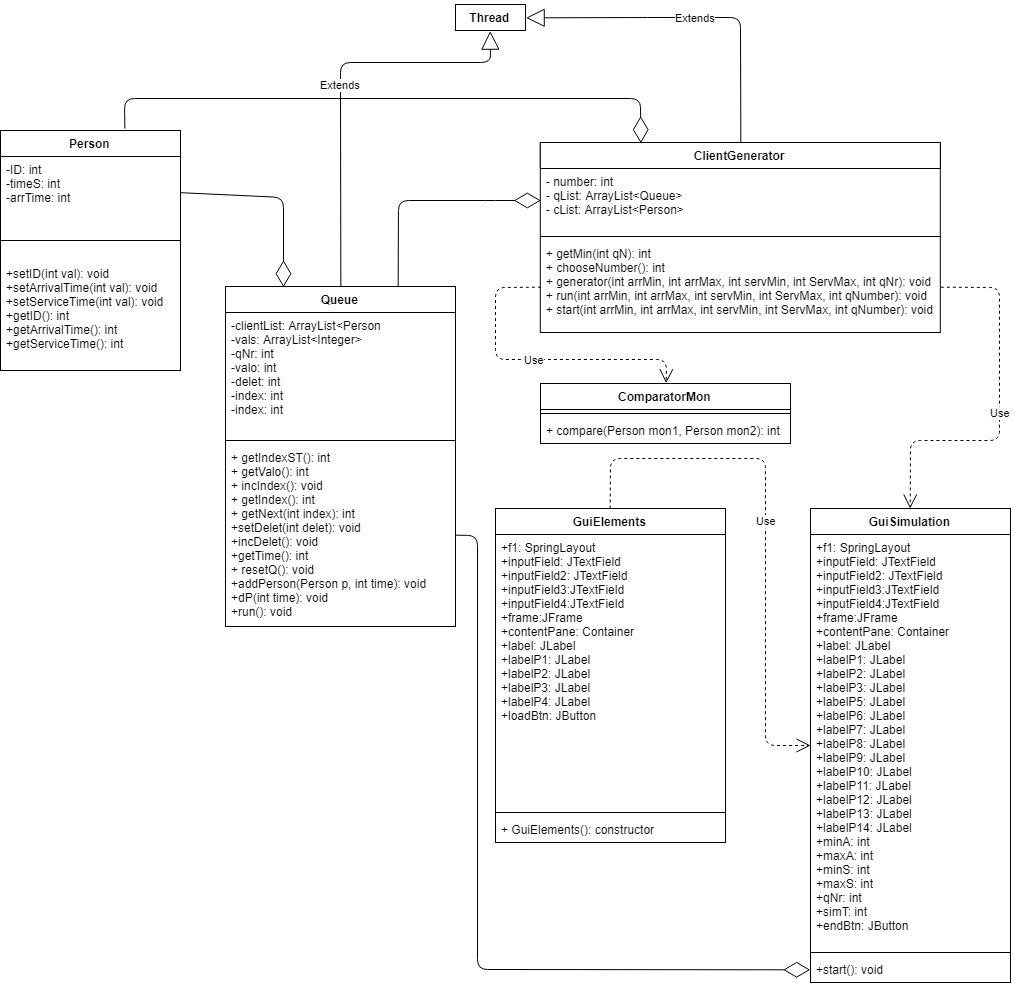 Thread
Extends
Extends
Person
-ID: int
-timeS: int
-arrTime: int
+setID(int val): void
+setArrivalTime(int val): void
+setServiceTime(int val): void
+getID(): int
+getArrivalTime(): int
+getServiceTime(): int
ClientGenerator
- number: int
- qList: ArrayList<Queue>
- cList: ArrayList<Person>
+ getMin(int qN): int
+ chooseNumber(): int
+ generator(int arrMin, int arrMax, int servMin, int ServMax, int qNr): void
+ run(int arrMin, int arrMax, int servMin, int ServMax, int qNumber): void
+ start(int arrMin, int arrMax, int servMin, int ServMax, int qNumber): void
Queue
-clientList: ArrayList<Person
-vals: ArrayList<Integer>
-qNr: int
-valo: int
-delet: int
-index: int
-index: int
+ getIndexST(): int
+ getValo(): int
+ incIndex(): void
+ getIndex(): int
+ getNext(int index): int
+setDelet(int delet): void
+incDelet(): void
+getTime(): int
+ resetQ(): void
+addPerson(Person p, int time): void
+dP(int time): void
+run(): void
Use
ComparatorMon
+ compare(Person mon1, Person mon2): int
Use
GuiElements
+f1: SpringLayout
+inputField: JTextField
+inputField2: JTextField
+inputField3:JTextField
+inputField4:JTextField
+frame:JFrame
+contentPane: Container
+label: JLabel
+labelP1: JLabel
+labelP2: JLabel
+labelP3: JLabel
+labelP4: JLabel
+loadBtn: JButton
+ GuiElements(): constructor
Use
GuiSimulation
+f1: SpringLayout
+inputField: JTextField
+inputField2: JTextField
+inputField3:JTextField
+inputField4:JTextField
+frame:JFrame
+contentPane: Container
+label: JLabel
+labelP1: JLabel
+labelP2: JLabel
+labelP3: JLabel
+labelP5: JLabel
+labelP6: JLabel
+labelP7: JLabel
+labelP8: JLabel
+labelP9: JLabel
+labelP10: JLabel
+labelP11: JLabel
+labelP12: JLabel
+labelP13: JLabel
+labelP14: JLabel
+minA: int
+maxA: int
+minS: int
+maxS: int
+qNr: int
+simT: int
+endBtn: JButton
+start(): void